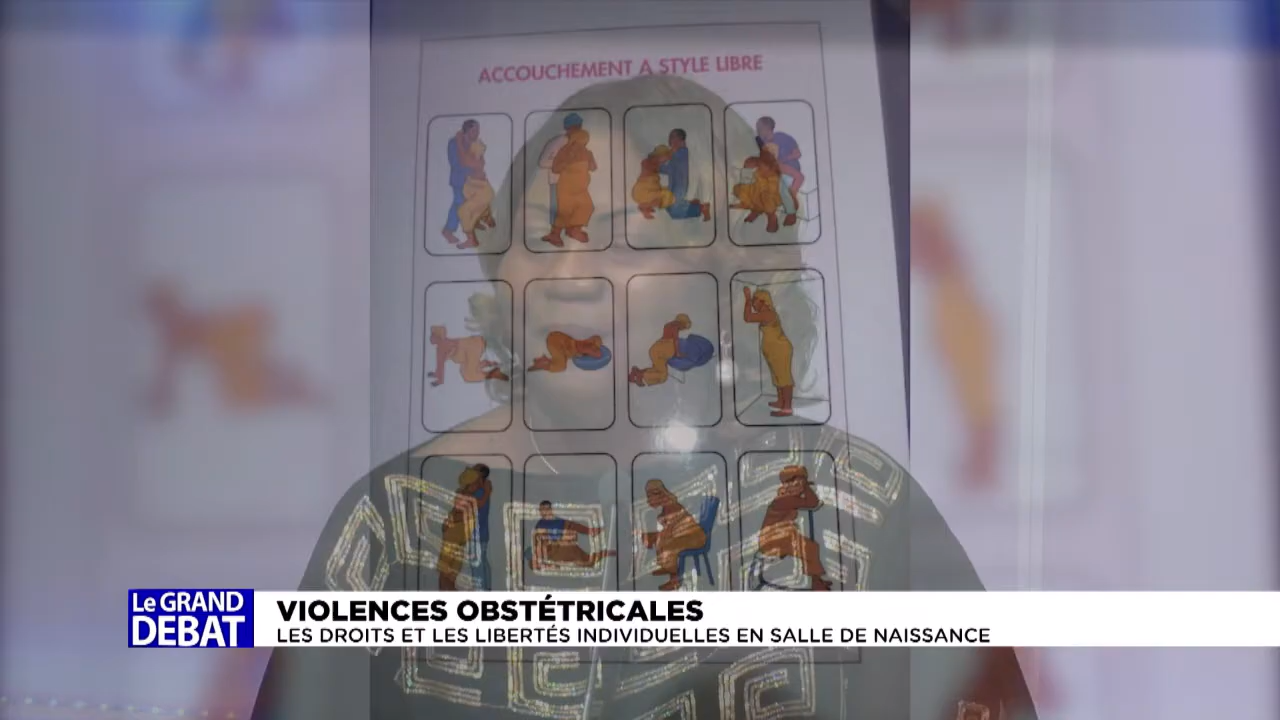 ACCOUCHEMENT A STYLE LIBRE
Le GRAND
DEBAT
VIOLENCES OBSTÉTRICALES
LES DROITS ET LES LIBERTÉS INDIVIDUELLES EN SALLE DE NAISSANCE